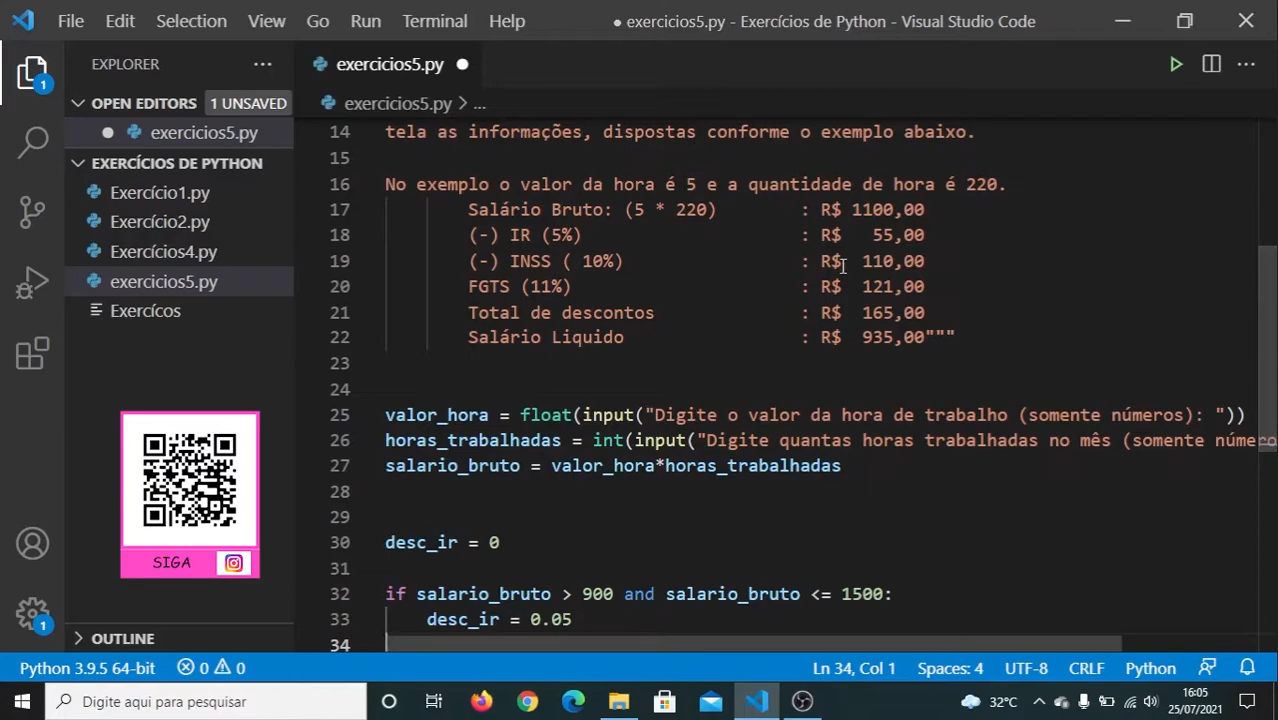 File Edit Selection View Go Run Terminal Help ● exercicios5.py - Exercícios de Python - Visual Studio Code
EXPLORER ... exercicios5.py ●
OPEN EDITORS 1 UNSAVED
exercicios5.py > ...
● exercicios5.py
EXERCÍCIOS DE PYTHON
Exercício1.py
Exercício2.py
Exercíos4.py
exercicios5.py
Exercícos
SIGA
OUTLINE
1
1
14 tela as informações, dispostas conforme o exemplo abaixo.
15
16 No exemplo o valor da hora é 5 e a quantidade de hora é 220.
17 Salário Bruto: (5 * 220) : R$ 1100,00
18 (-) IR (5%) : R$ 55,00
19 (-) INSS ( 10%) : R$ 110,00
20 FGTS (11%) : R$ 121,00
21 Total de descontos : R$ 165,00
22 Salário Liquido : R$ 935,00"""
23
24
25 valor_hora = float(input("Digite o valor da hora de trabalho (somente números): "))
26 horas_trabalhadas = int(input("Digite quantas horas trabalhadas no mês (somente número
27 salario_bruto = valor_hora*horas_trabalhadas
28
29
30 desc_ir = 0
31
32 if salario_bruto > 900 and salario_bruto <= 1500:
33 desc_ir = 0.05
34
Python 3.9.5 64-bit 0 0 Ln 34, Col 1 Spaces: 4 UTF-8 CRLF Python
Digite aqui para pesquisar 32°C 16:05
25/07/2021